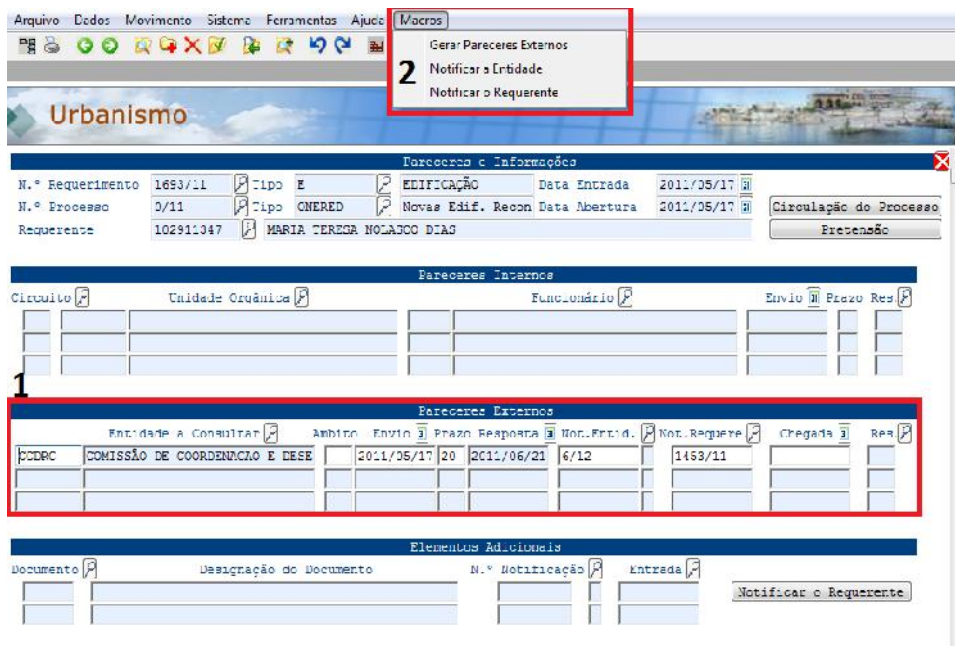 Arquivo Dados Movimento Sistema Ferramentas Ajuda Macros
Gerar Pareceres Externos
Notificar a Entidade
Notificar o Requerente
2
Urbanismo
Pareceres e Informações
N.º Requerimento 1693/11 Tipo E EDIFICAÇÃO Data Entrada 2011/05/17
N.º Processo 0/11 Tipo ONERED Novas Edif. Recon Data Abertura 2011/05/17 Circulação do Processo
Requerente 102911347 MARIA TERESA NOLASCO DIAS Pretensão
Pareceres Internos
Circuito Unidade Orgânica Funcionário Envio Prazo Res.
1
Pareceres Externos
Entidade a Consultar Ambito Envio Prazo Resposta Not.Entid. Not.Requere Chegada Res
CCDRC COMISSÃO DE COORDENACAO E DESE 2011/05/17 20 2011/06/21 6/12 1453/11
Elementos Adicionais
Documento Designação do Documento N.º Notificação Entrada
Notificar o Requerente